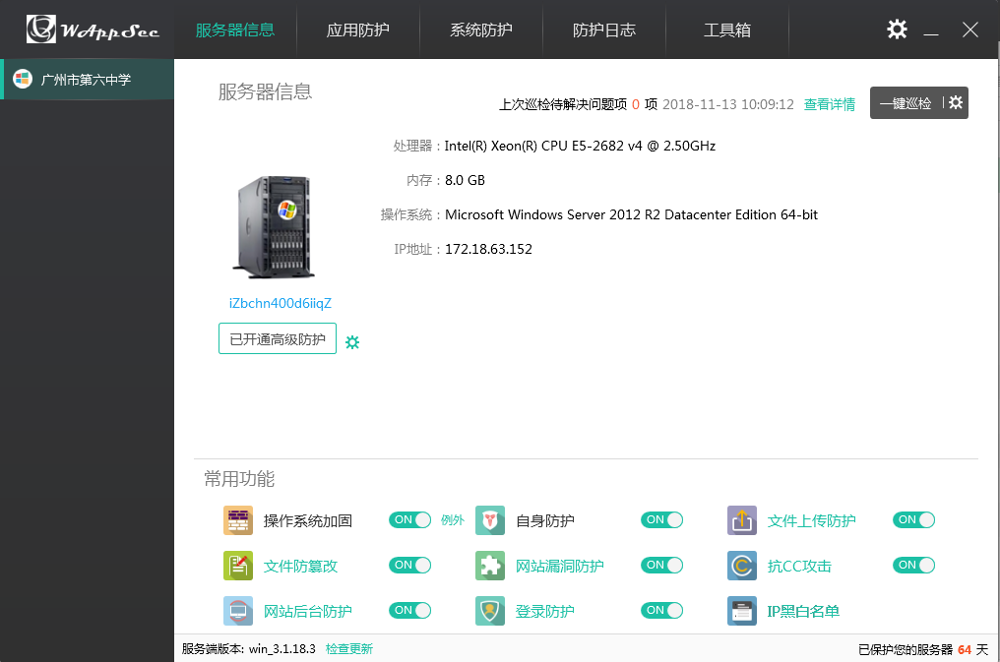 WAppSec 服务器信息 应用防护 系统防护 防护日志 工具箱
广州市第六中学
服务器信息
上次巡检待解决问题项 0 项 2018-11-13 10:09:12 查看详情 一键巡检
处理器：Intel(R) Xeon(R) CPU E5-2682 v4 @ 2.50GHz
内存：8.0 GB
操作系统：Microsoft Windows Server 2012 R2 Datacenter Edition 64-bit
IP地址：172.18.63.152
iZbchn400d6iiqZ
已开通高级防护
常用功能
操作系统加固 ON 例外 自身防护 ON 文件上传防护 ON
文件防篡改 ON 网站漏洞防护 ON 抗CC攻击 ON
网站后台防护 ON 登录防护 ON IP黑白名单
服务端版本: win_3.1.18.3 检查更新 已保护您的服务器 64 天